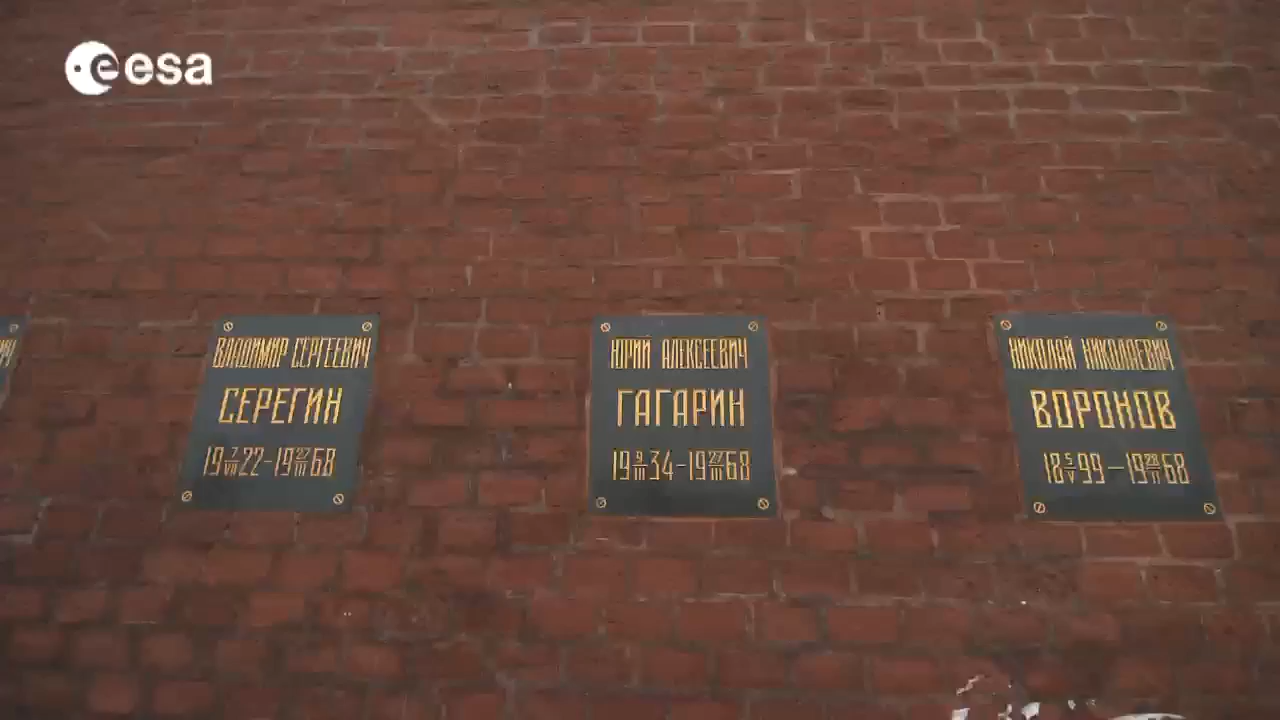 esa
ВЛАДИМИР СЕРГЕЕВИЧ
СЕРЕГИН
19 7/VII 22-19 27/III 68
ЮРИЙ АЛЕКСЕЕВИЧ
ГАГАРИН
19 9/III 34-19 27/III 68
НИКОЛАЙ НИКОЛАЕВИЧ
ВОРОНОВ
18 5/V 99-19 28/II 68